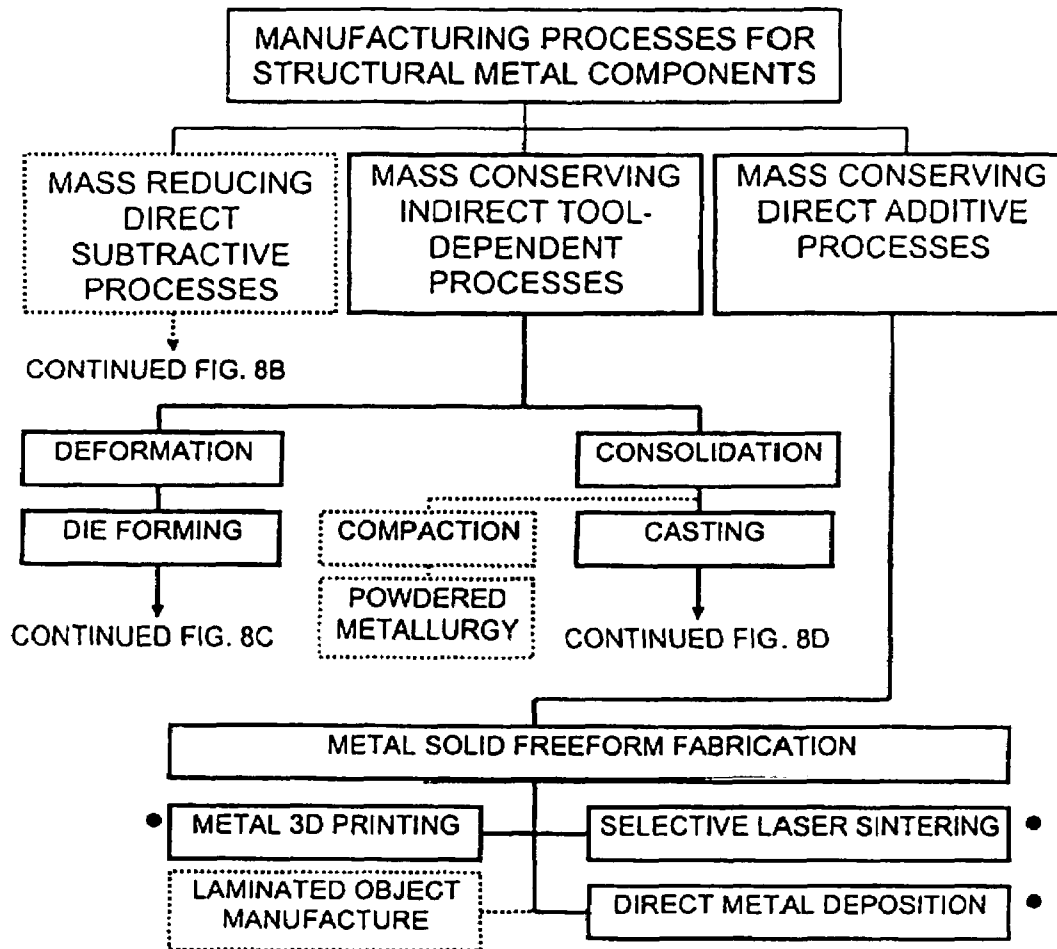 MANUFACTURING PROCESSES FOR
STRUCTURAL METAL COMPONENTS
MASS REDUCING
DIRECT
SUBTRACTIVE
PROCESSES
MASS CONSERVING
INDIRECT TOOL-
DEPENDENT
PROCESSES
MASS CONSERVING
DIRECT ADDITIVE
PROCESSES
CONTINUED FIG. 8B
DEFORMATION
CONSOLIDATION
DIE FORMING
COMPACTION
CASTING
POWDERED
METALLURGY
CONTINUED FIG. 8C
CONTINUED FIG. 8D
METAL SOLID FREEFORM FABRICATION
METAL 3D PRINTING
SELECTIVE LASER SINTERING
LAMINATED OBJECT
MANUFACTURE
DIRECT METAL DEPOSITION